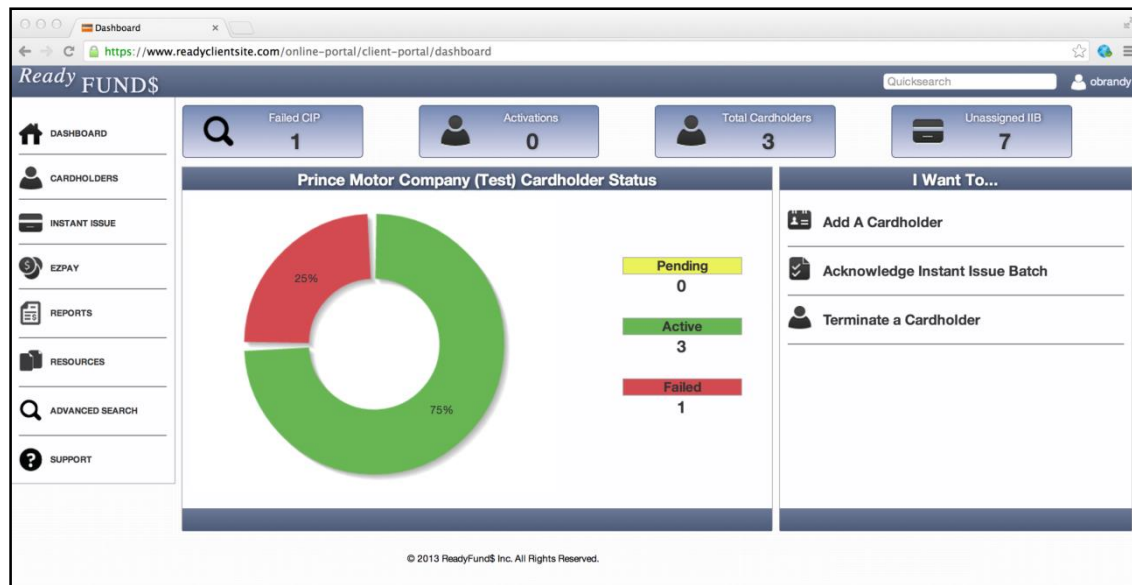 Dashboard
https://www.readyclientsite.com/online-portal/client-portal/dashboard
Ready FUND$
Quicksearch
obrandy
DASHBOARD
CARDHOLDERS
INSTANT ISSUE
EZPAY
REPORTS
RESOURCES
ADVANCED SEARCH
SUPPORT
Failed CIP
1
Activations
0
Total Cardholders
3
Unassigned IIB
7
Prince Motor Company (Test) Cardholder Status
25%
75%
Pending
0
Active
3
Failed
1
I Want To...
Add A Cardholder
Acknowledge Instant Issue Batch
Terminate a Cardholder
© 2013 ReadyFund$ Inc. All Rights Reserved.